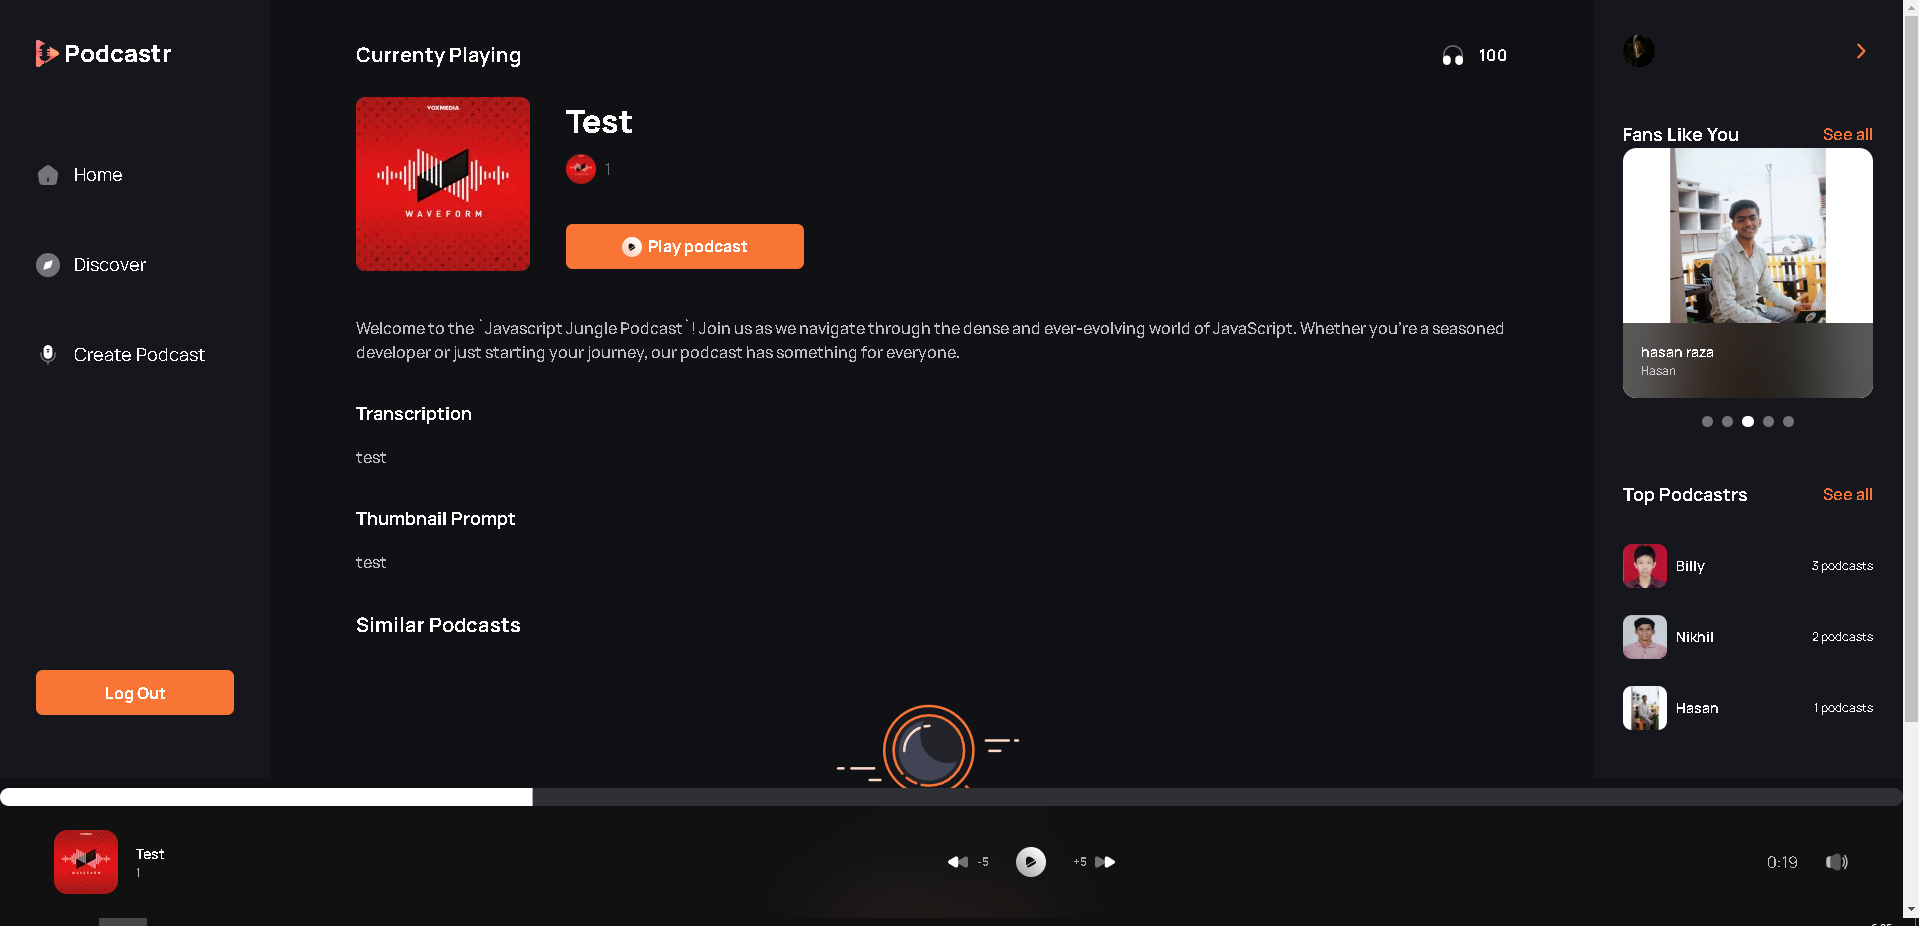 Podcastr
Home
Discover
Create Podcast
Log Out
Currenty Playing
100
VOXMEDIA
WAVEFORM
Test
1
Play podcast
Welcome to the `Javascript Jungle Podcast`! Join us as we navigate through the dense and ever-evolving world of JavaScript. Whether you're a seasoned
developer or just starting your journey, our podcast has something for everyone.
Transcription
test
Thumbnail Prompt
test
Similar Podcasts
Fans Like You
See all
hasan raza
Hasan
Top Podcastrs
See all
Billy
3 podcasts
Nikhil
2 podcasts
Hasan
1 podcasts
Test
1
-5
+5
0:19